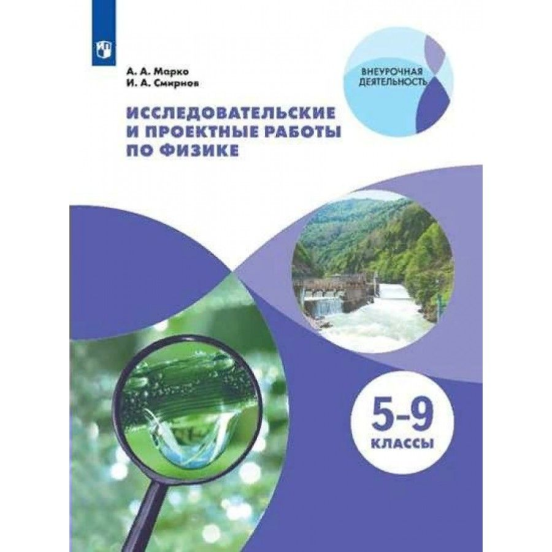 А. А. Марко
И. А. Смирнов
ИССЛЕДОВАТЕЛЬСКИЕ
И ПРОЕКТНЫЕ РАБОТЫ
ПО ФИЗИКЕ
ВНЕУРОЧНАЯ
ДЕЯТЕЛЬНОСТЬ
5–9
КЛАССЫ